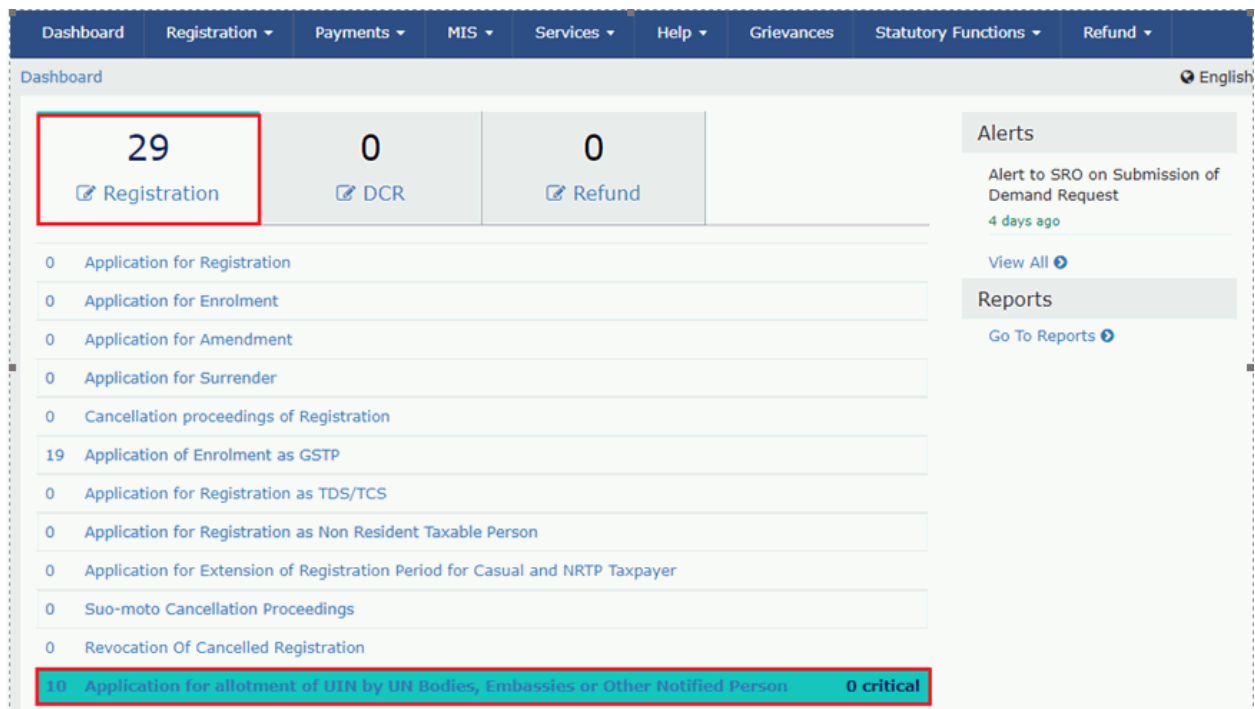 Dashboard Registration Payments MIS Services Help Grievances Statutory Functions Refund
Dashboard
English
29
Registration
0
DCR
0
Refund
0 Application for Registration
0 Application for Enrolment
0 Application for Amendment
0 Application for Surrender
0 Cancellation proceedings of Registration
19 Application of Enrolment as GSTP
0 Application for Registration as TDS/TCS
0 Application for Registration as Non Resident Taxable Person
0 Application for Extension of Registration Period for Casual and NRTP Taxpayer
0 Suo-moto Cancellation Proceedings
0 Revocation Of Cancelled Registration
10 Application for allotment of UIN by UN Bodies, Embassies or Other Notified Person 0 critical
Alerts
Alert to SRO on Submission of
Demand Request
4 days ago
View All
Reports
Go To Reports